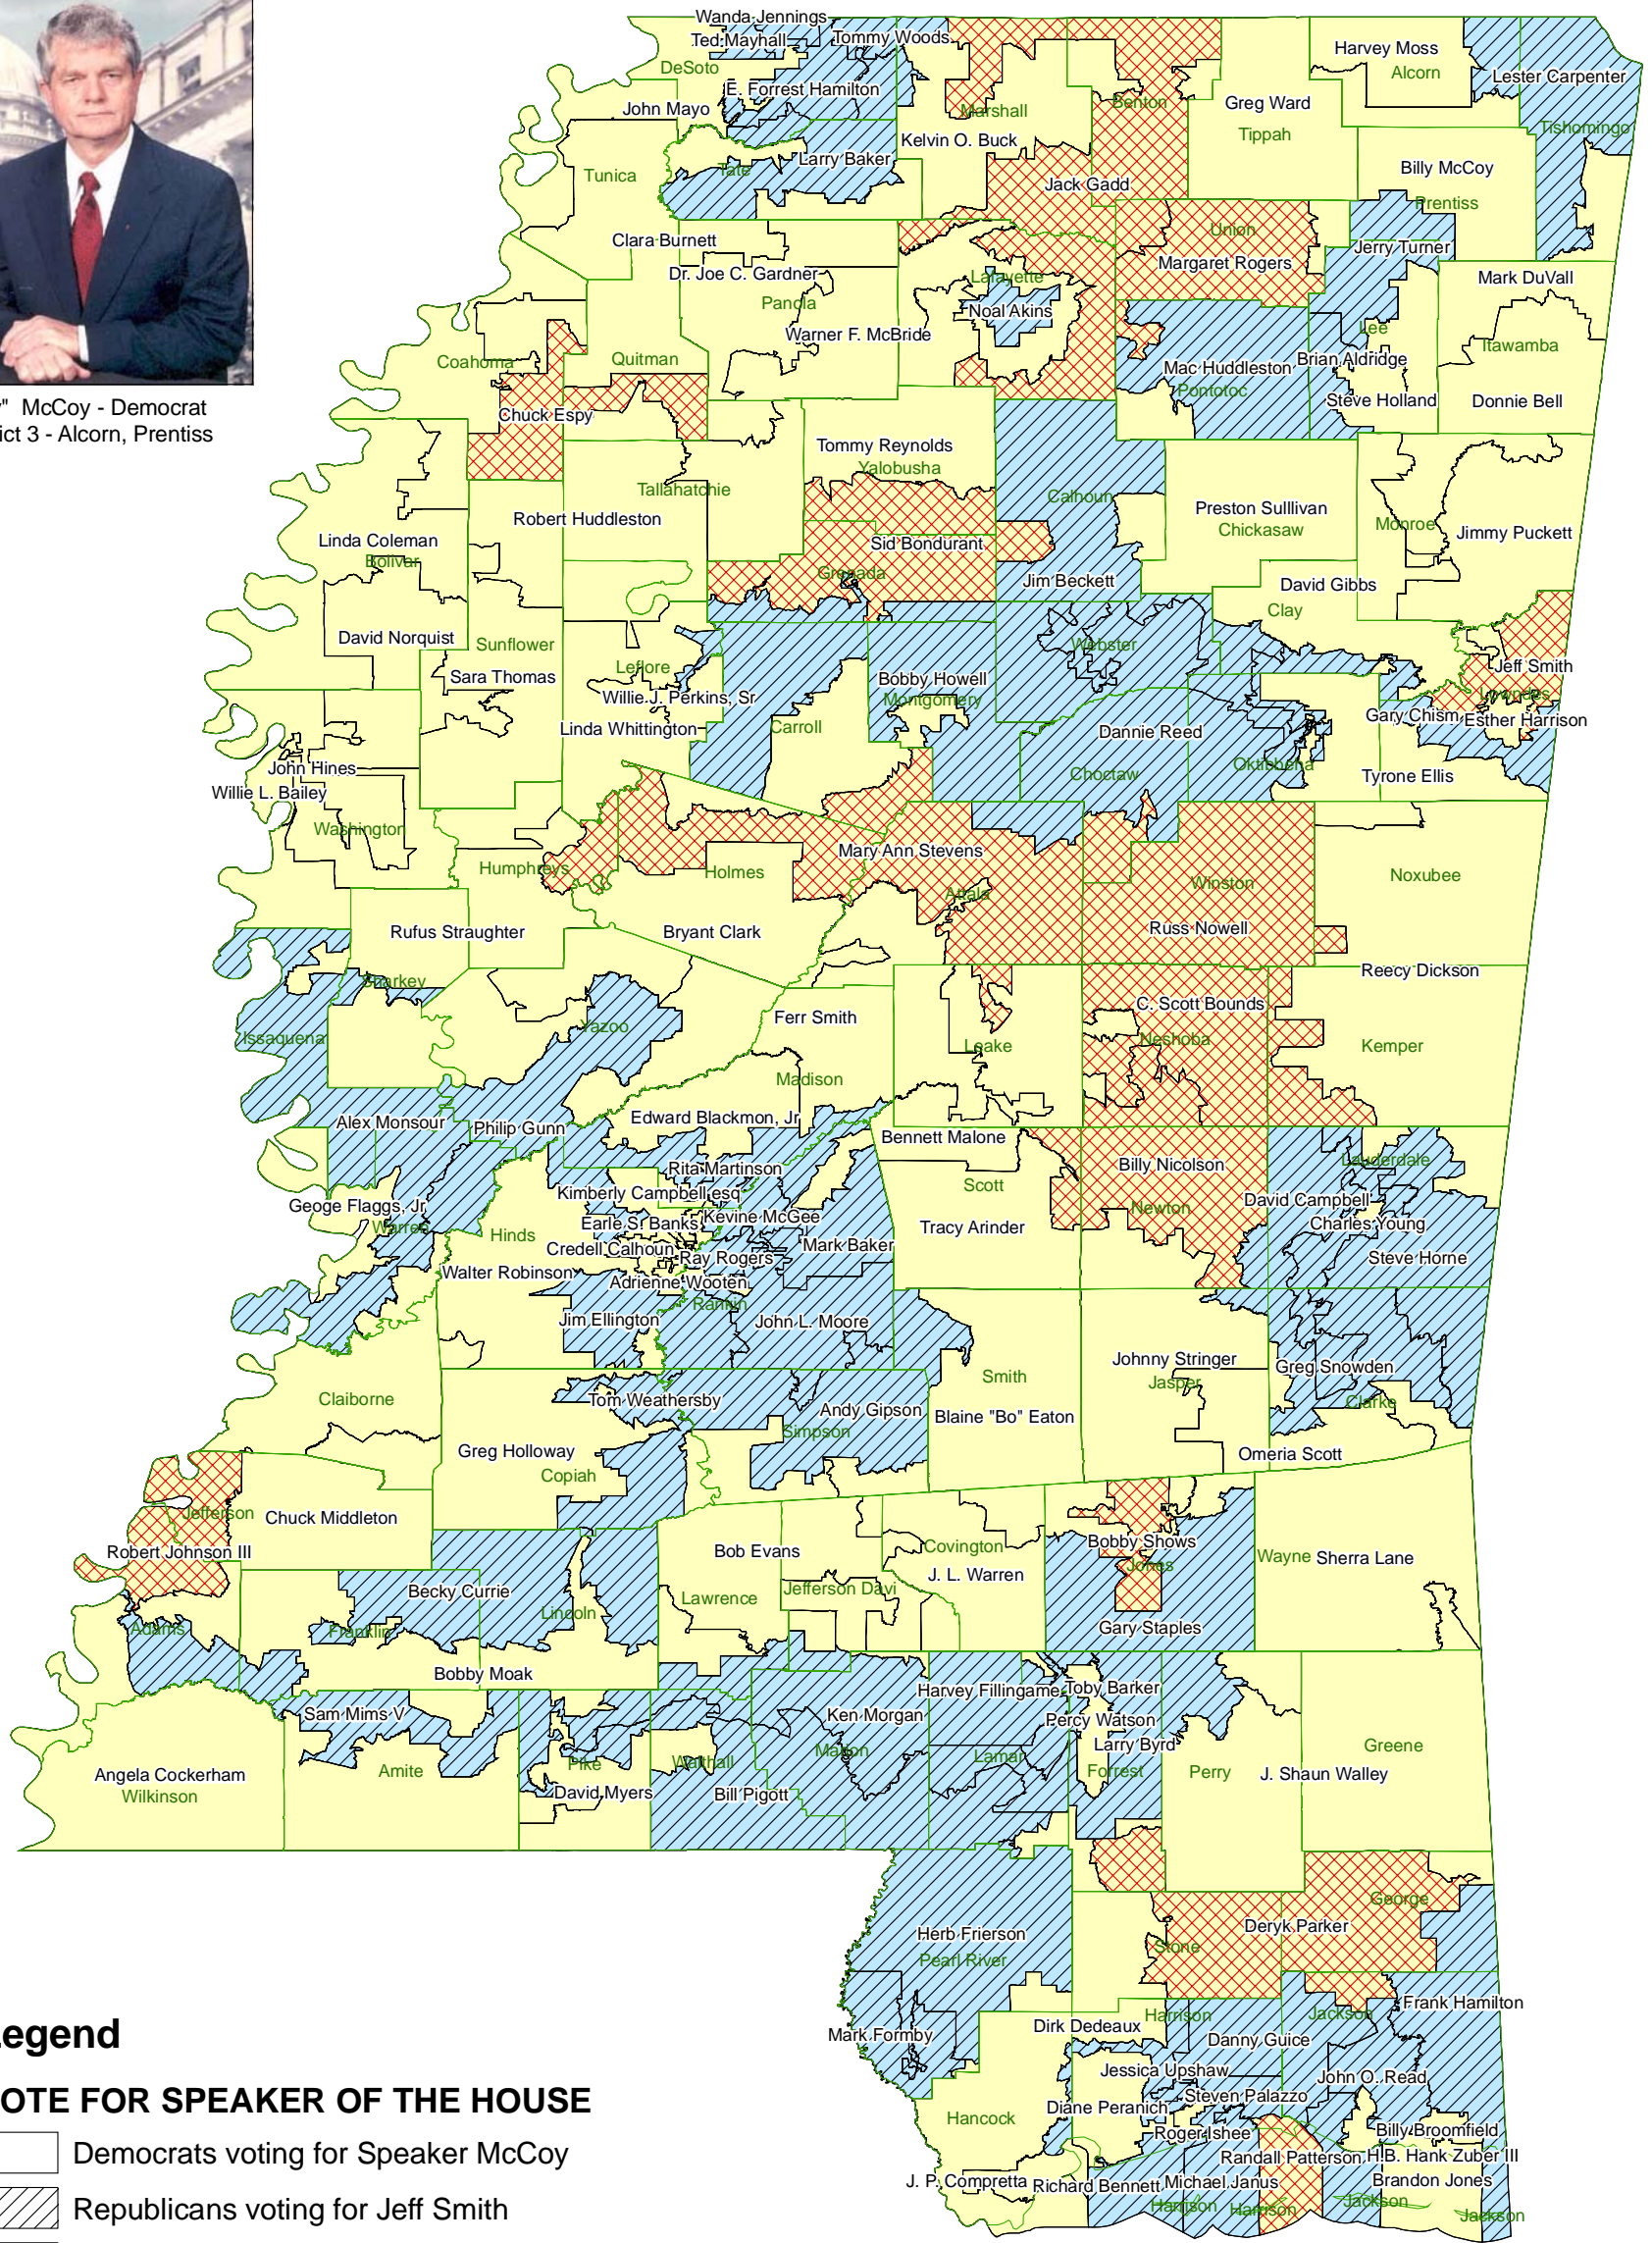 Wanda Jennings
Ted Mayhall
Tommy Woods
DeSoto
Harvey Moss
Alcorn
Lester Carpenter
E. Forrest Hamilton
John Mayo
Marshall
Benton
Greg Ward
Tippah
Tishomingo
Kelvin O. Buck
Larry Baker
Tate
Tunica
Jack Gadd
Billy McCoy
Prentiss
Union
Clara Burnett
Margaret Rogers
Jerry Turner
Dr. Joe C. Gardner
Lafayette
Mark DuVall
Panola
Noal Akins
Warner F. McBride
Lee
Itawamba
Coahoma
Quitman
Mac Huddleston
Brian Aldridge
Pontotoc
Steve Holland
Donnie Bell
y" McCoy - Democrat
ict 3 - Alcorn, Prentiss
Chuck Espy
Tommy Reynolds
Yalobusha
Tallahatchie
Calhoun
Robert Huddleston
Preston Sulllivan
Chickasaw
Monroe
Jimmy Puckett
Linda Coleman
Bolivar
Sid Bondurant
Grenada
Jim Beckett
David Gibbs
Clay
David Norquist
Sunflower
Webster
Leflore
Jeff Smith
Sara Thomas
Bobby Howell
Montgomery
Lowndes
Willie J. Perkins, Sr
Gary Chism
Esther Harrison
Linda Whittington
Carroll
Dannie Reed
Oktibbeha
John Hines
Choctaw
Tyrone Ellis
Willie L. Bailey
Washington
Mary Ann Stevens
Humphreys
Holmes
Attala
Winston
Noxubee
Rufus Straughter
Bryant Clark
Russ Nowell
Reecy Dickson
Sharkey
C. Scott Bounds
Issaquena
Yazoo
Ferr Smith
Leake
Neshoba
Kemper
Madison
Alex Monsour
Philip Gunn
Edward Blackmon, Jr
Bennett Malone
Rita Martinson
Billy Nicolson
Lauderdale
Kimberly Campbell esq
Scott
Geoge Flaggs, Jr
Warren
Hinds
Earle S. Banks
Kevine McGee
Tracy Arinder
Newton
David Campbell
Charles Young
Credell Calhoun
Ray Rogers
Mark Baker
Steve Horne
Walter Robinson
Adrienne Wooten
Rankin
Jim Ellington
John L. Moore
Johnny Stringer
Jasper
Greg Snowden
Claiborne
Tom Weathersby
Andy Gipson
Simpson
Smith
Blaine "Bo" Eaton
Clarke
Greg Holloway
Copiah
Omeria Scott
Jefferson
Chuck Middleton
Robert Johnson III
Bob Evans
Covington
Bobby Shows
Jones
Wayne
Sherra Lane
Becky Currie
Lawrence
Jefferson Davi
J. L. Warren
Lincoln
Adams
Franklin
Gary Staples
Bobby Moak
Sam Mims V
Harvey Fillingame
Toby Barker
Ken Morgan
Percy Watson
Larry Byrd
Angela Cockerham
Wilkinson
Amite
Pike
Walthall
Marion
Lamar
Forrest
Perry
J. Shaun Walley
Greene
David Myers
Bill Pigott
George
Herb Frierson
Pearl River
Deryk Parker
Stone
Mark Formby
Dirk Dedeaux
Harrison
Jackson
Frank Hamilton
Danny Guice
Jessica Upshaw
John O. Read
Hancock
Diane Peranich
Steven Palazzo
Roger Ishee
Billy Broomfield
J. P. Compretta
Richard Bennett
Michael Janus
Randall Patterson
H.B. Hank Zuber III
Brandon Jones
Harrison
Harrison
Jackson
Jackson
Legend
OTE FOR SPEAKER OF THE HOUSE
Democrats voting for Speaker McCoy
Republicans voting for Jeff Smith